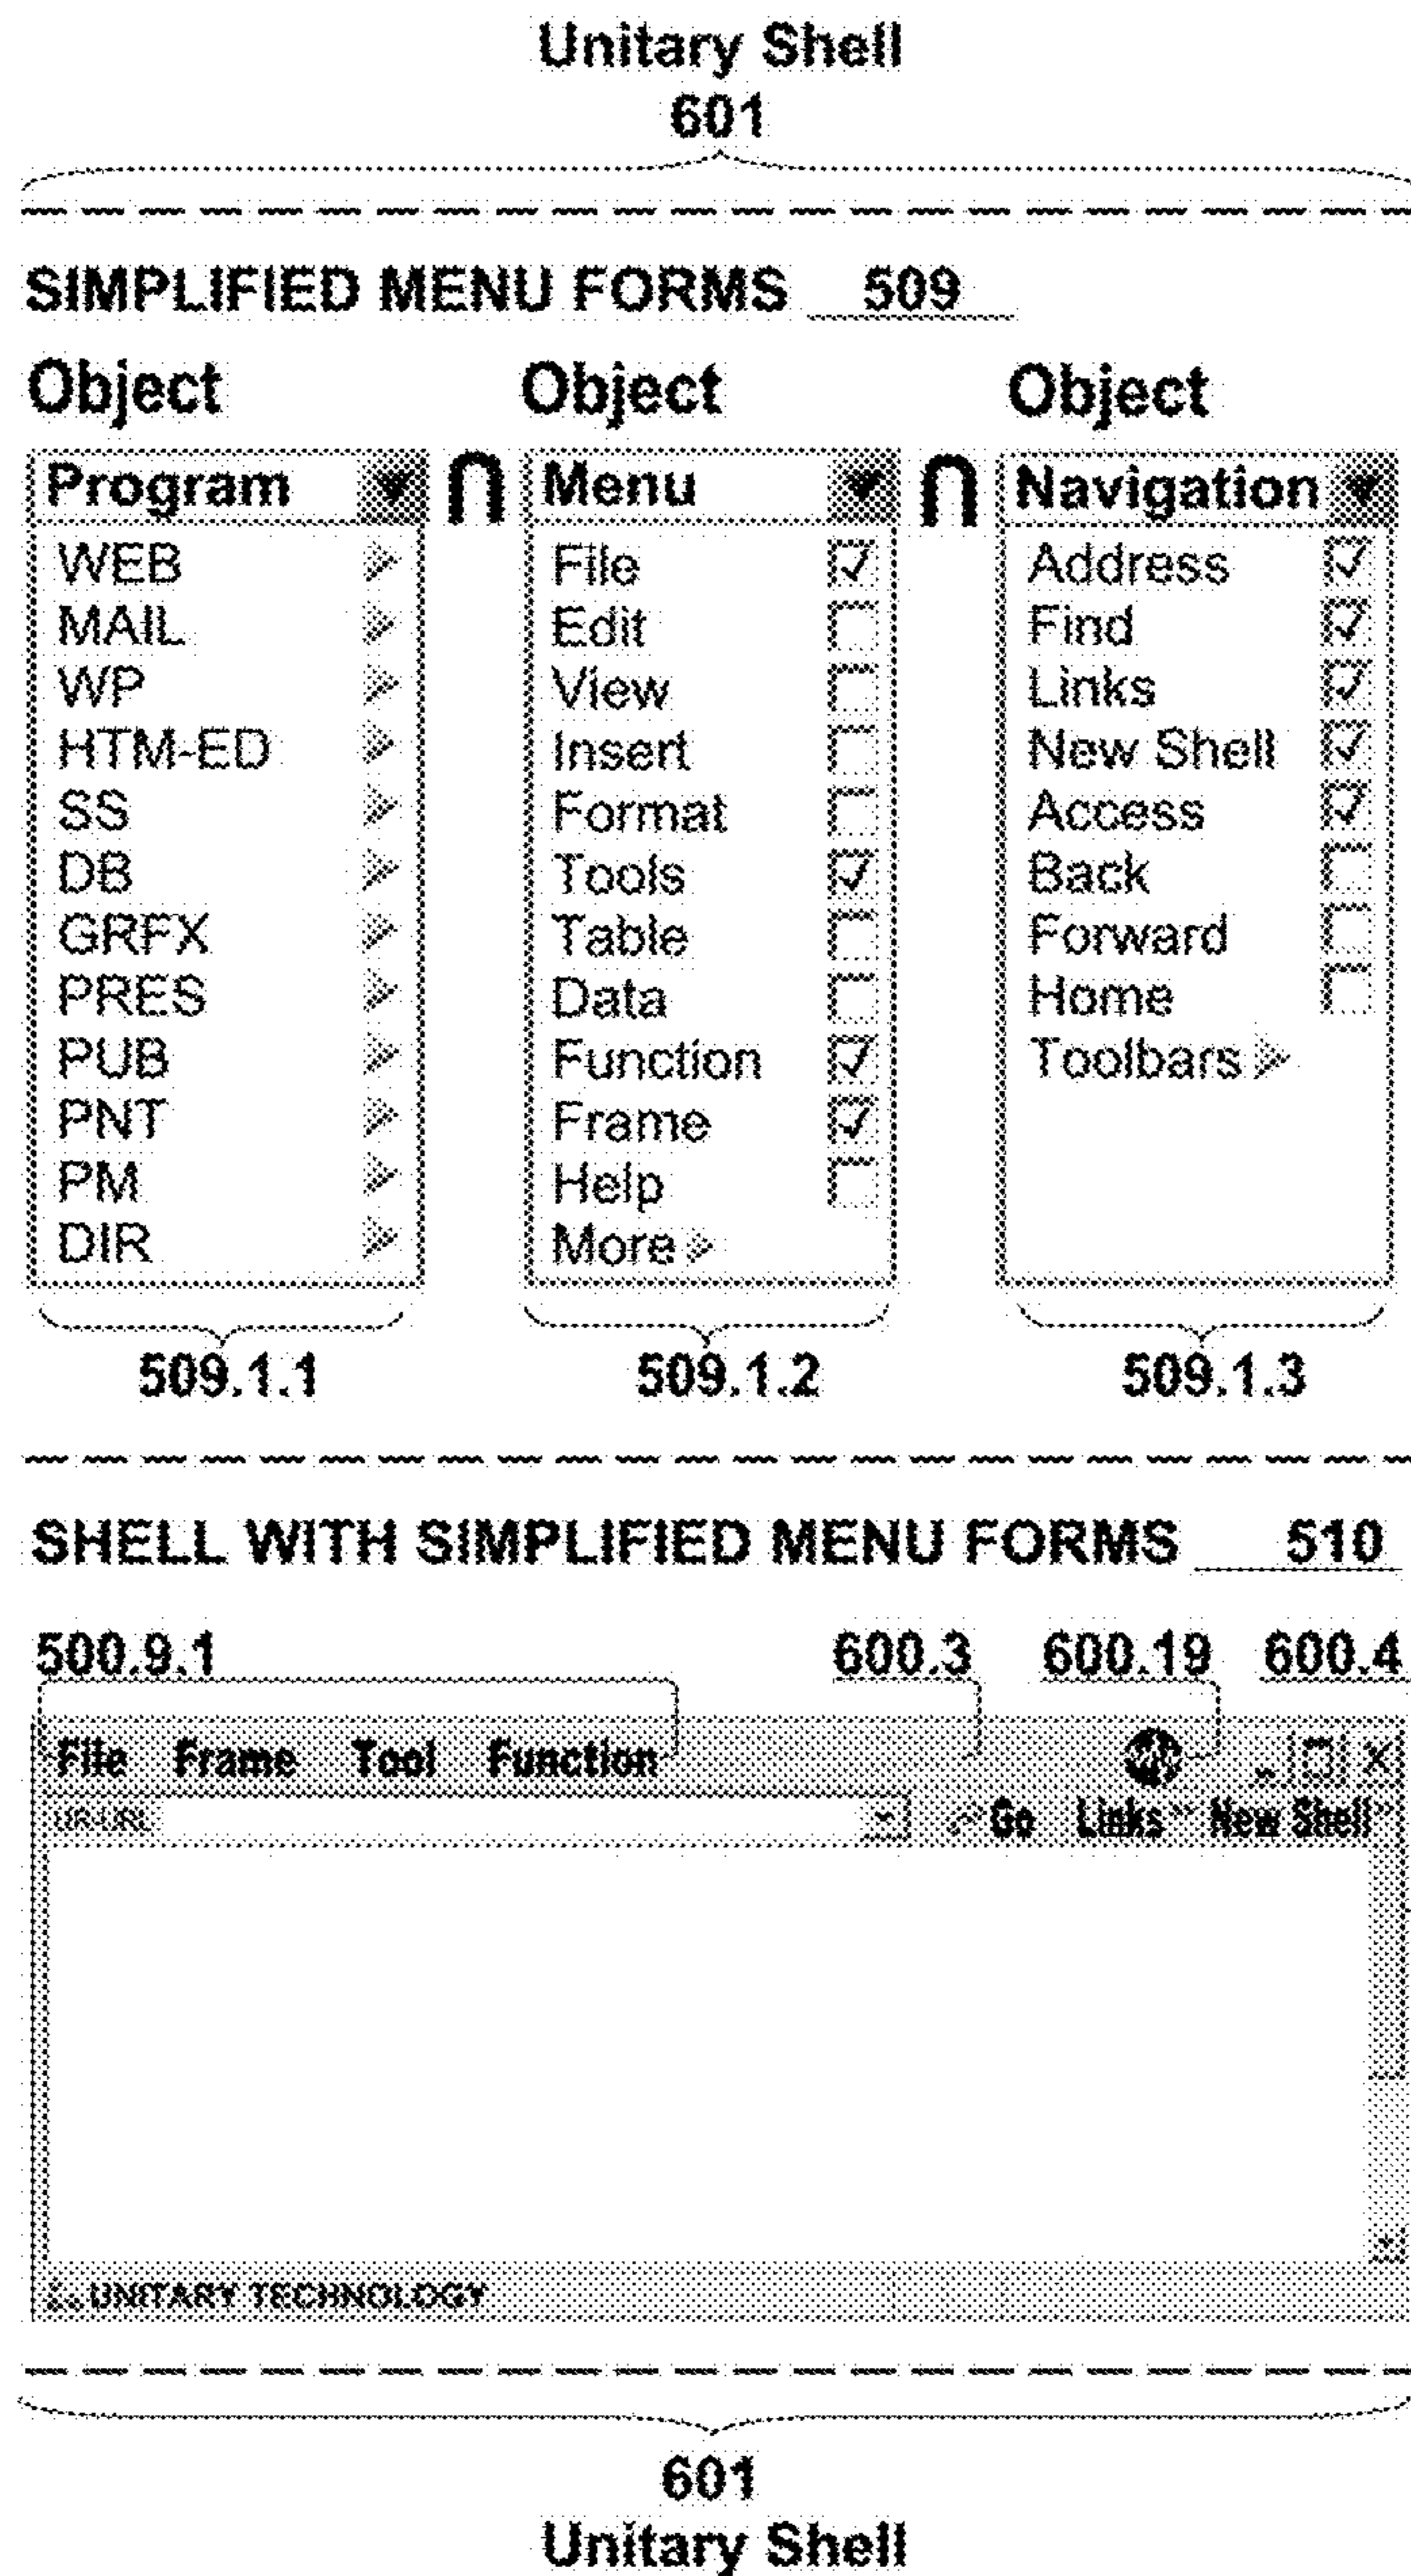 Unitary Shell
601
SIMPLIFIED MENU FORMS 509
Object Object Object
Program ∩ Menu ∩ Navigation
WEB File Address
MAIL Edit Find
WP View Links
HTM-ED Insert New Shell
SS Format Access
DB Tools Back
GRFX Table Forward
PRES Data Home
PUB Function Toolbars
PNT Frame
PM Help
DIR More
509.1.1 509.1.2 509.1.3
SHELL WITH SIMPLIFIED MENU FORMS 510
500.9.1 600.3 600.19 600.4
File Frame Tool Function
UR-URL Go Links New Shell
UNITARY TECHNOLOGY
601
Unitary Shell